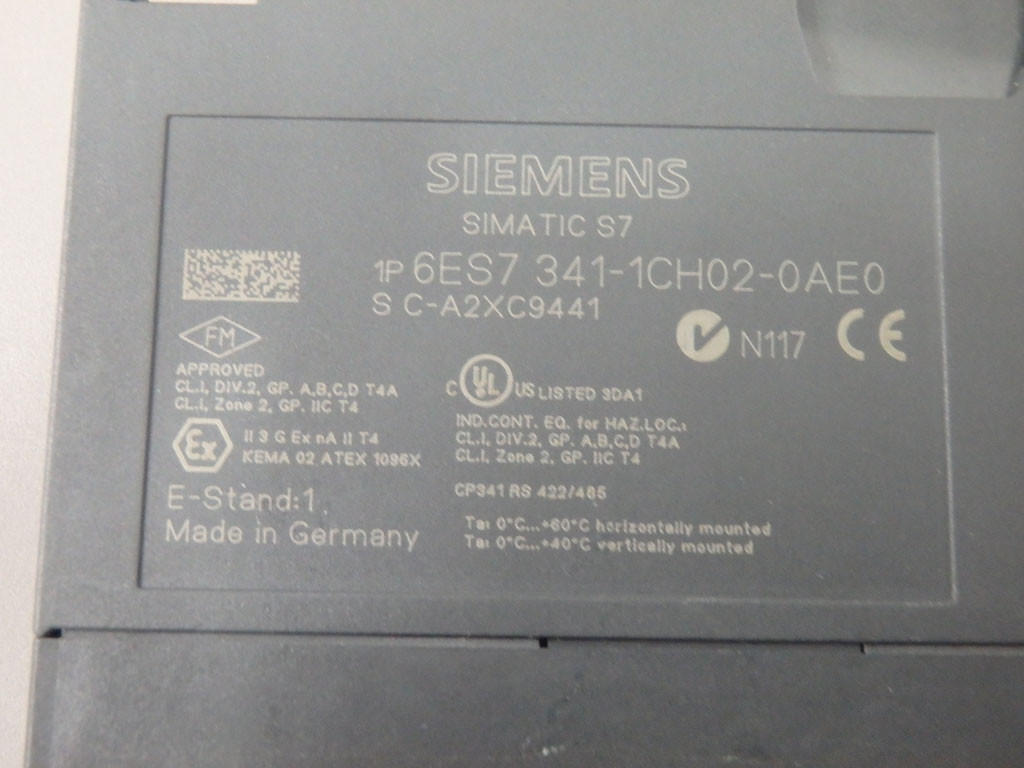 SIEMENS
SIMATIC S7
1P 6ES7 341-1CH02-0AE0
S C-A2XC9441
N117 CE
FM
APPROVED
CL.I, DIV.2, GP. A,B,C,D T4A
CL.I, Zone 2, GP. IIC T4
Ex II 3 G Ex nA II T4
KEMA 02 ATEX 1096X
E-Stand:1
Made in Germany
C UL US LISTED 3DA1
IND.CONT. EQ. for HAZ.LOC.:
CL.I, DIV.2, GP. A,B,C,D T4A
CL.I, Zone 2, GP. IIC T4
CP341 RS 422/485
Ta: 0°C...+60°C horizontally mounted
Ta: 0°C...+40°C vertically mounted